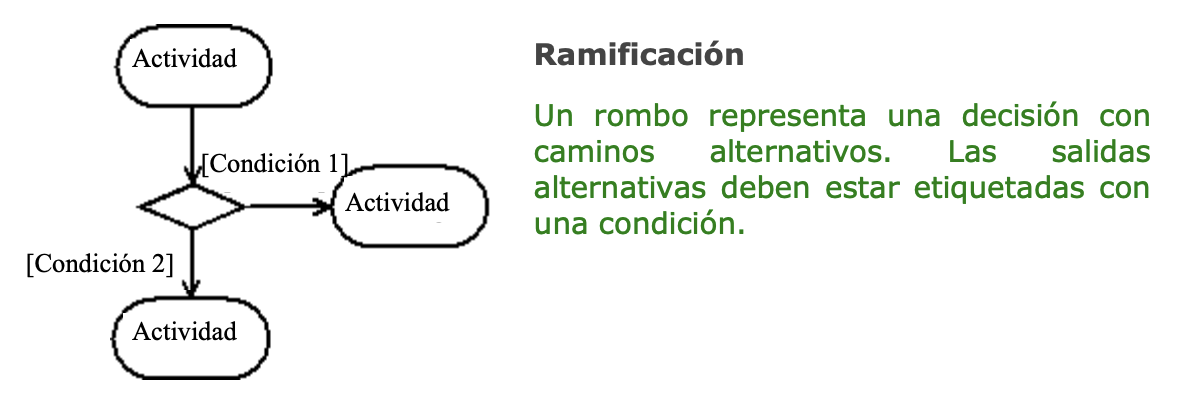 Actividad
[Condición 1]
Actividad
[Condición 2]
Actividad
Ramificación
Un rombo representa una decisión con
caminos alternativos. Las salidas
alternativas deben estar etiquetadas con
una condición.